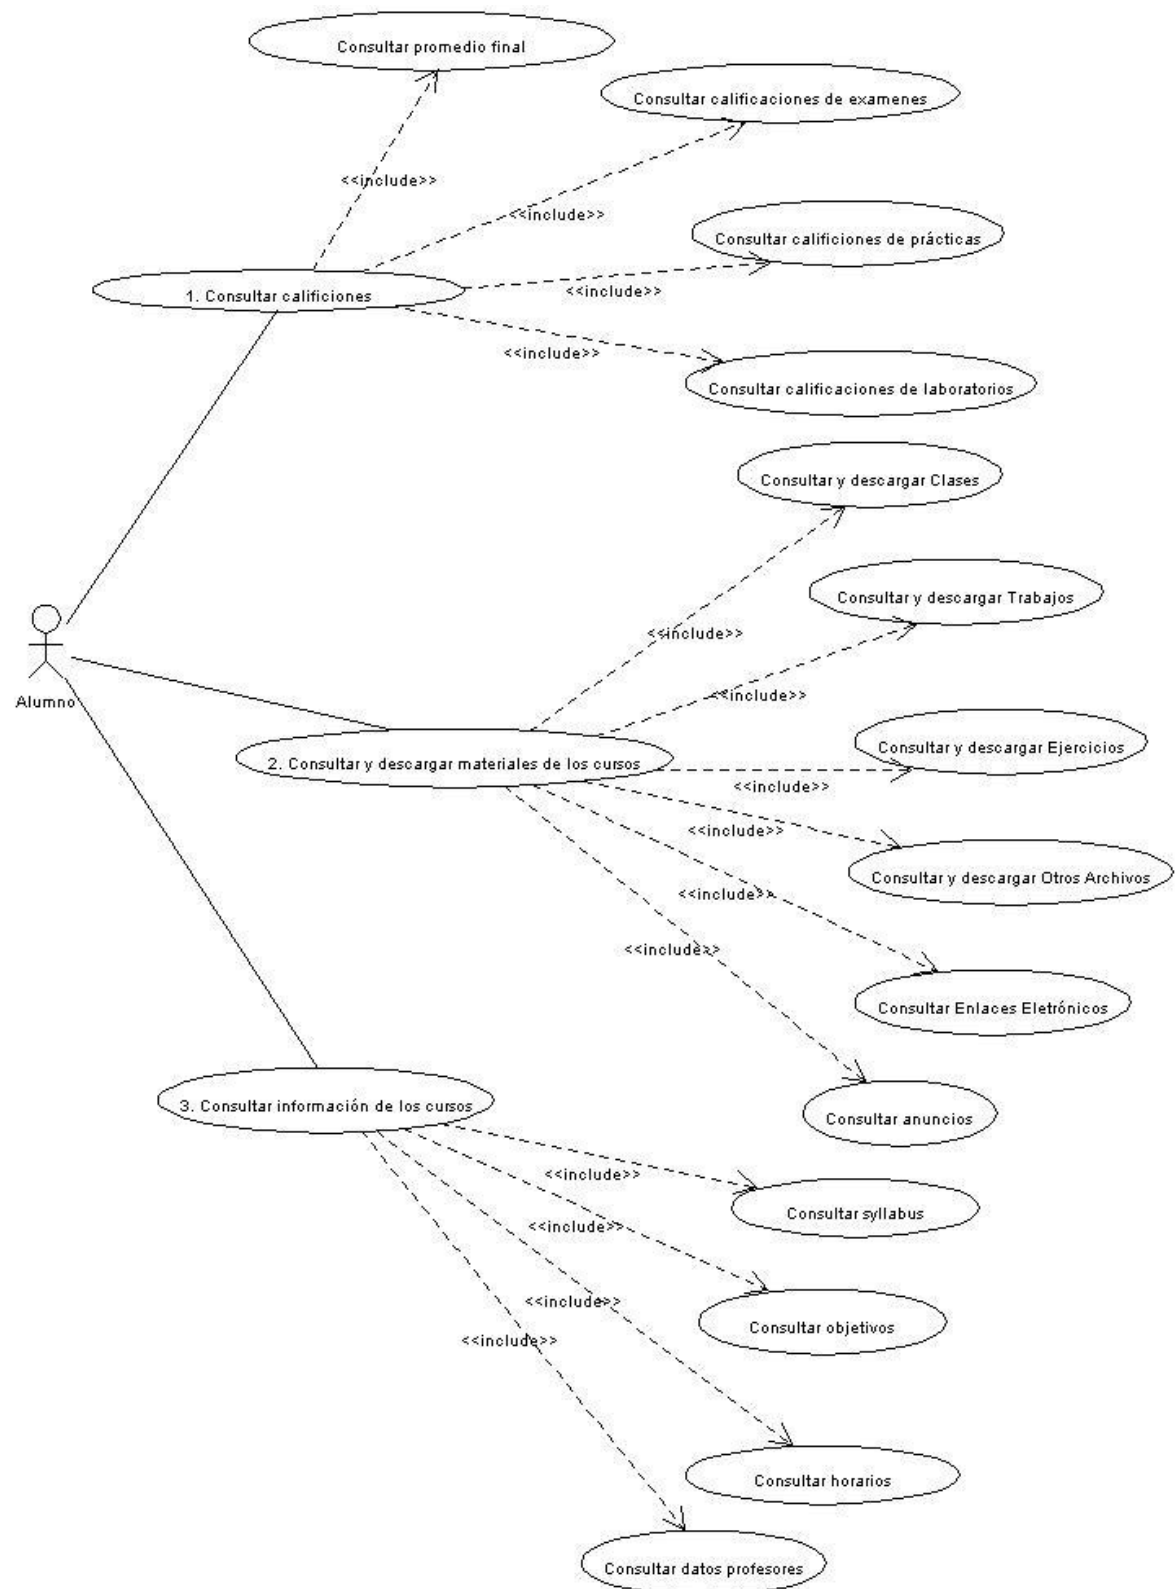 Consultar promedio final
Consultar calificaciones de examenes
<<include>>
<<include>>
Consultar calificiones de prácticas
<<include>>
1. Consultar calificiones
<<include>>
Consultar calificaciones de laboratorios
Consultar y descargar Clases
Consultar y descargar Trabajos
<<include>>
<<include>>
Alumno
Consultar y descargar Ejercicios
2. Consultar y descargar materiales de los cursos
<<include>>
<<include>>
Consultar y descargar Otros Archivos
<<include>>
<<include>>
Consultar Enlaces Eletrónicos
3. Consultar información de los cursos
Consultar anuncios
<<include>>
Consultar syllabus
<<include>>
<<include>>
Consultar objetivos
<<include>>
Consultar horarios
Consultar datos profesores